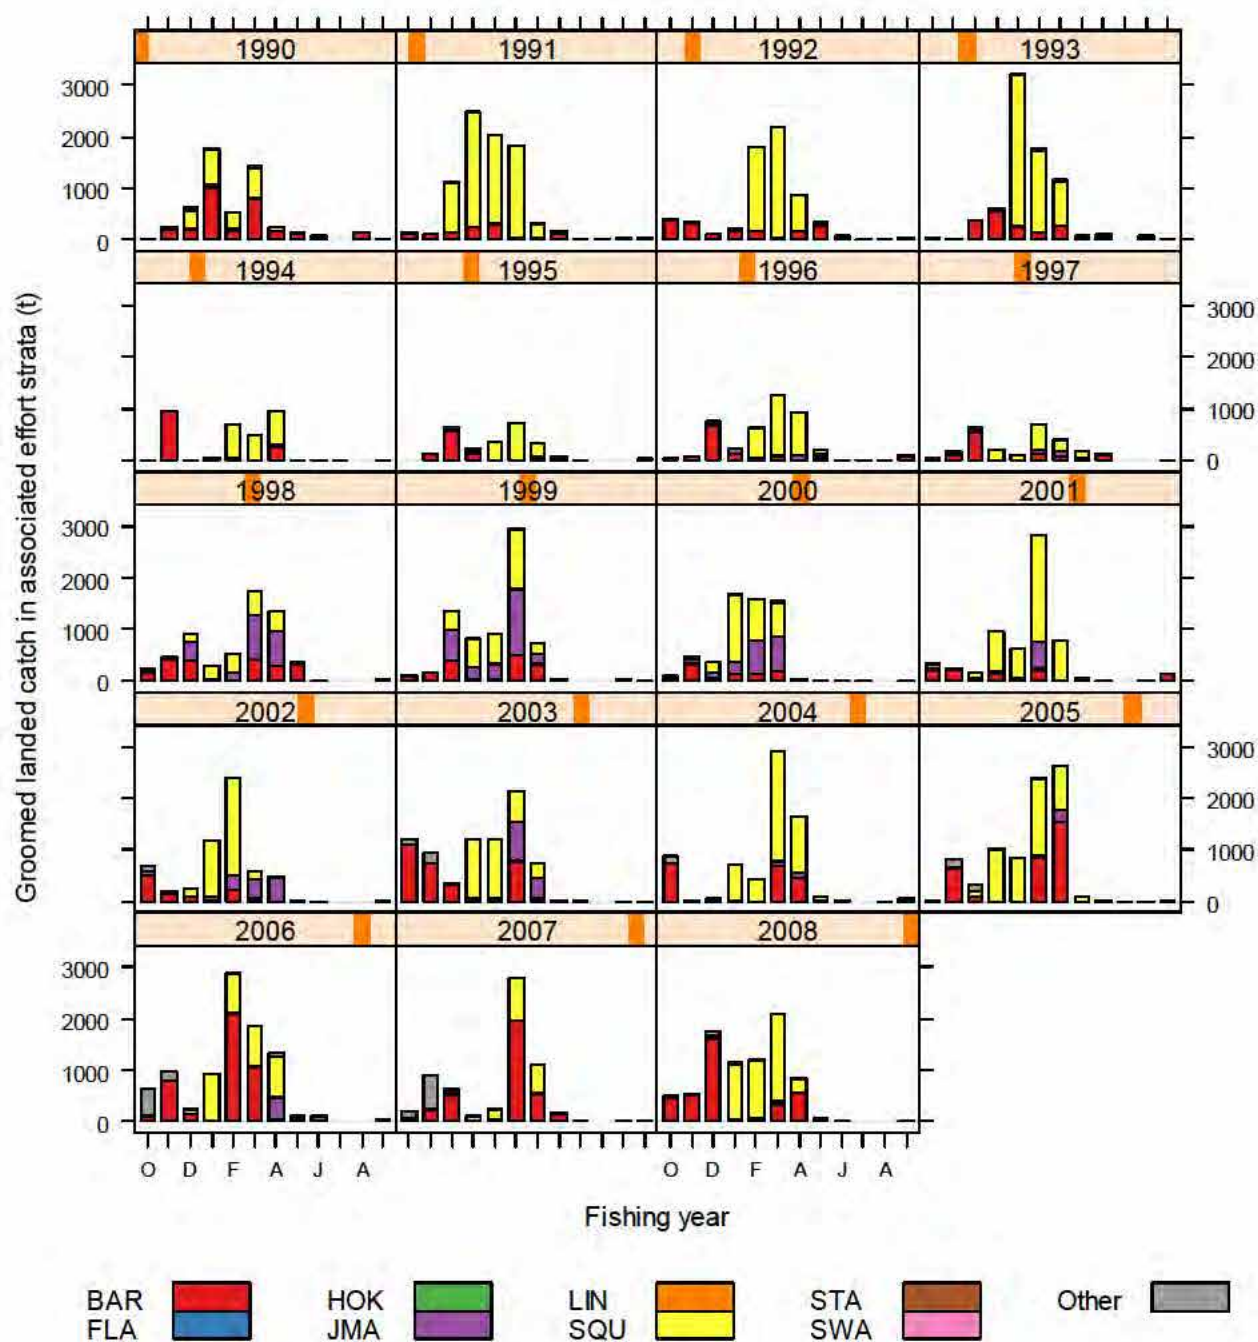 1990 1991 1992 1993
3000
2000
1000
0
1994 1995 1996 1997
3000
2000
1000
0
1998 1999 2000 2001
3000
2000
1000
0
2002 2003 2004 2005
3000
2000
1000
0
2006 2007 2008
3000
2000
1000
0
O D F A J A O D F A J A
Groomed landed catch in associated effort strata (t)
Fishing year
BAR HOK LIN STA Other
FLA JMA SQU SWA